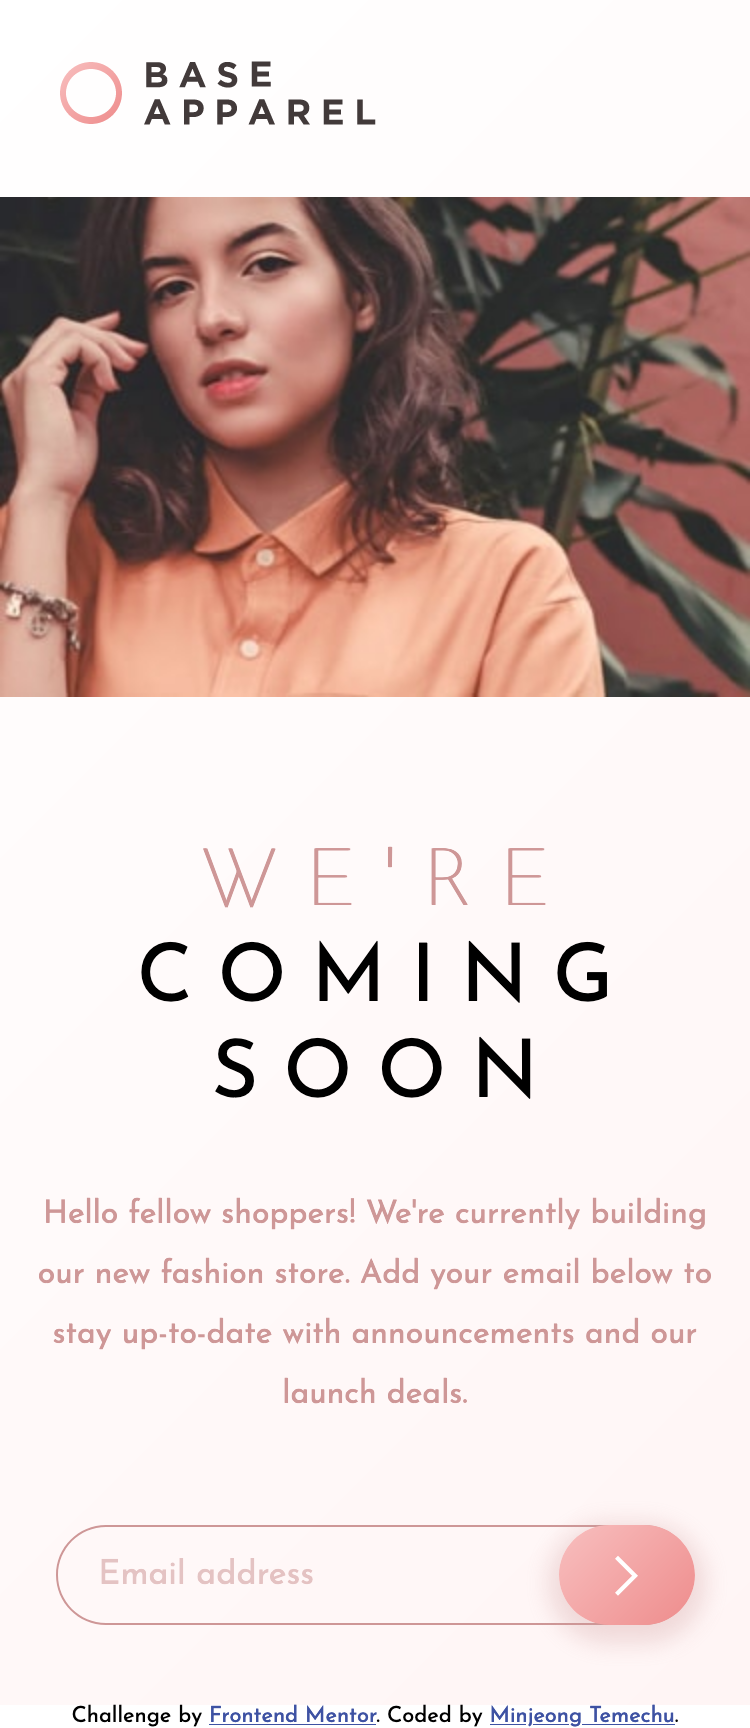 BASE
APPAREL
WE'RE
COMING
SOON
Hello fellow shoppers! We're currently building
our new fashion store. Add your email below to
stay up-to-date with announcements and our
launch deals.
Email address
Challenge by Frontend Mentor. Coded by Minjeong Temechu.